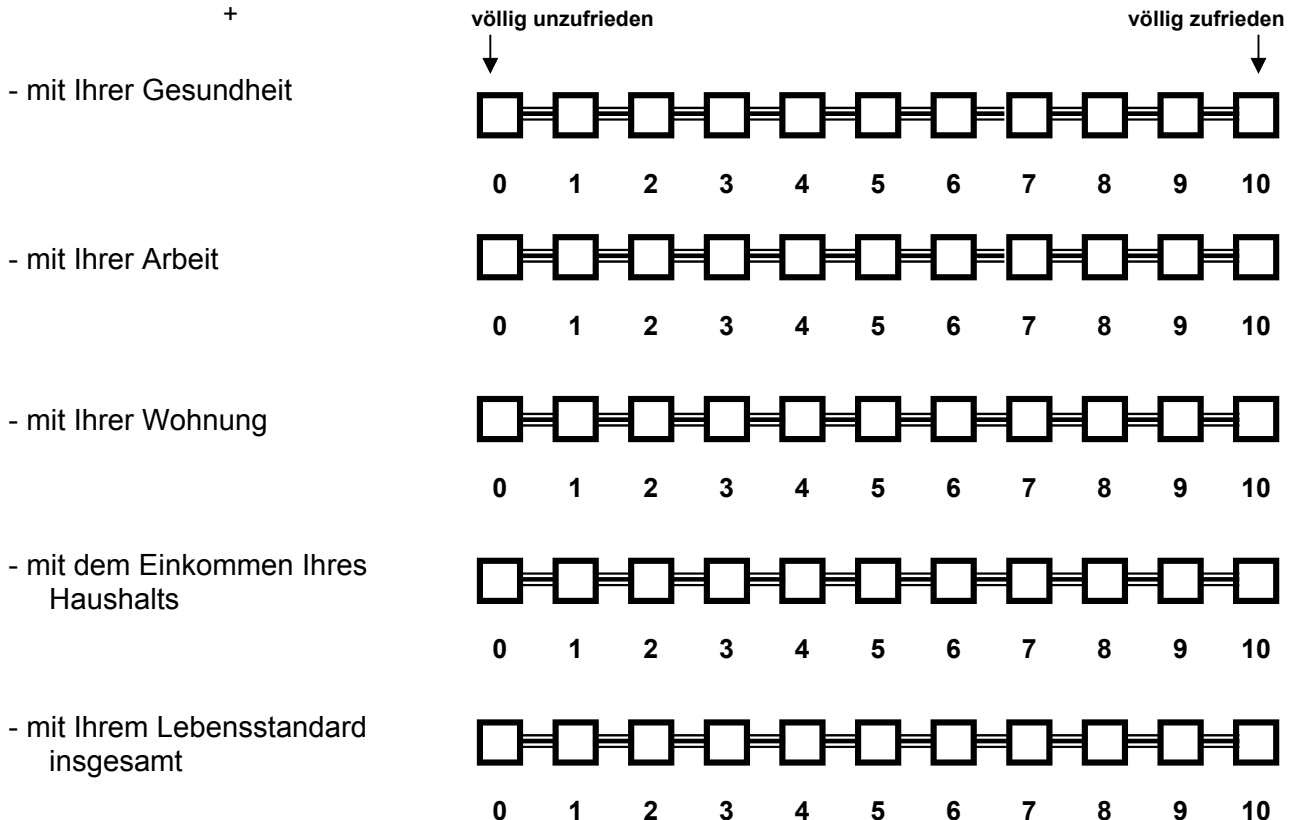 +
völlig unzufrieden völlig zufrieden
- mit Ihrer Gesundheit
0 1 2 3 4 5 6 7 8 9 10
- mit Ihrer Arbeit
0 1 2 3 4 5 6 7 8 9 10
- mit Ihrer Wohnung
0 1 2 3 4 5 6 7 8 9 10
- mit dem Einkommen Ihres
Haushalts
0 1 2 3 4 5 6 7 8 9 10
- mit Ihrem Lebensstandard
insgesamt
0 1 2 3 4 5 6 7 8 9 10